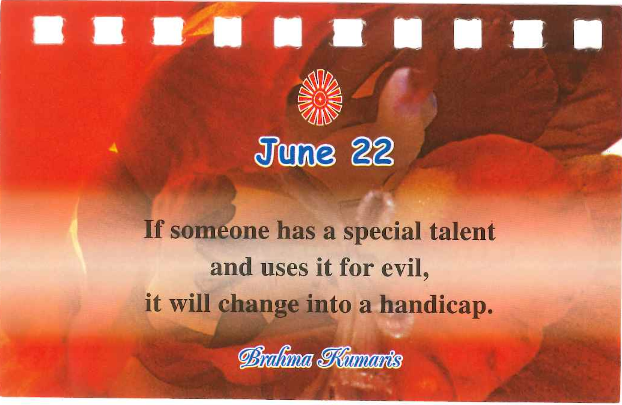 June 22
If someone has a special talent
and uses it for evil,
it will change into a handicap.
Brahma Kumaris